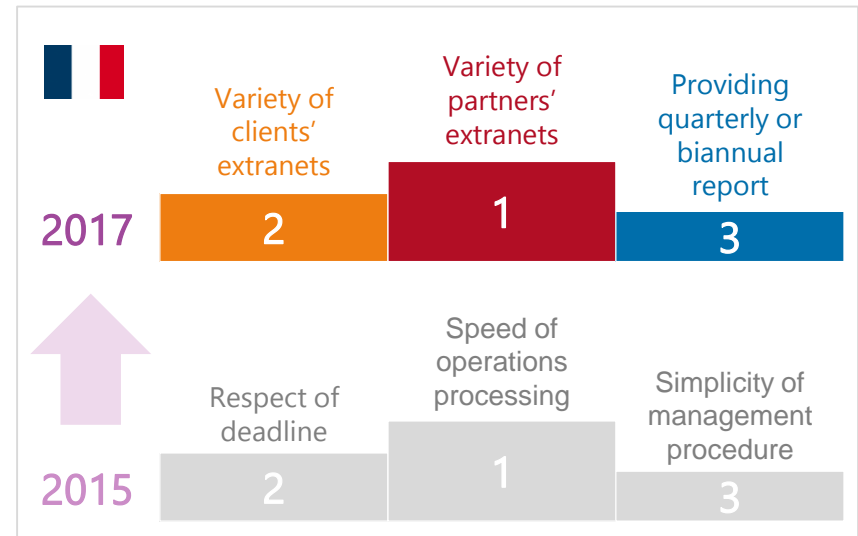 Variety of
clients'
extranets
Variety of
partners'
extranets
Providing
quarterly or
biannual
report
2017
2
1
3
Respect of
deadline
Speed of
operations
processing
Simplicity of
management
procedure
2015
2
1
3